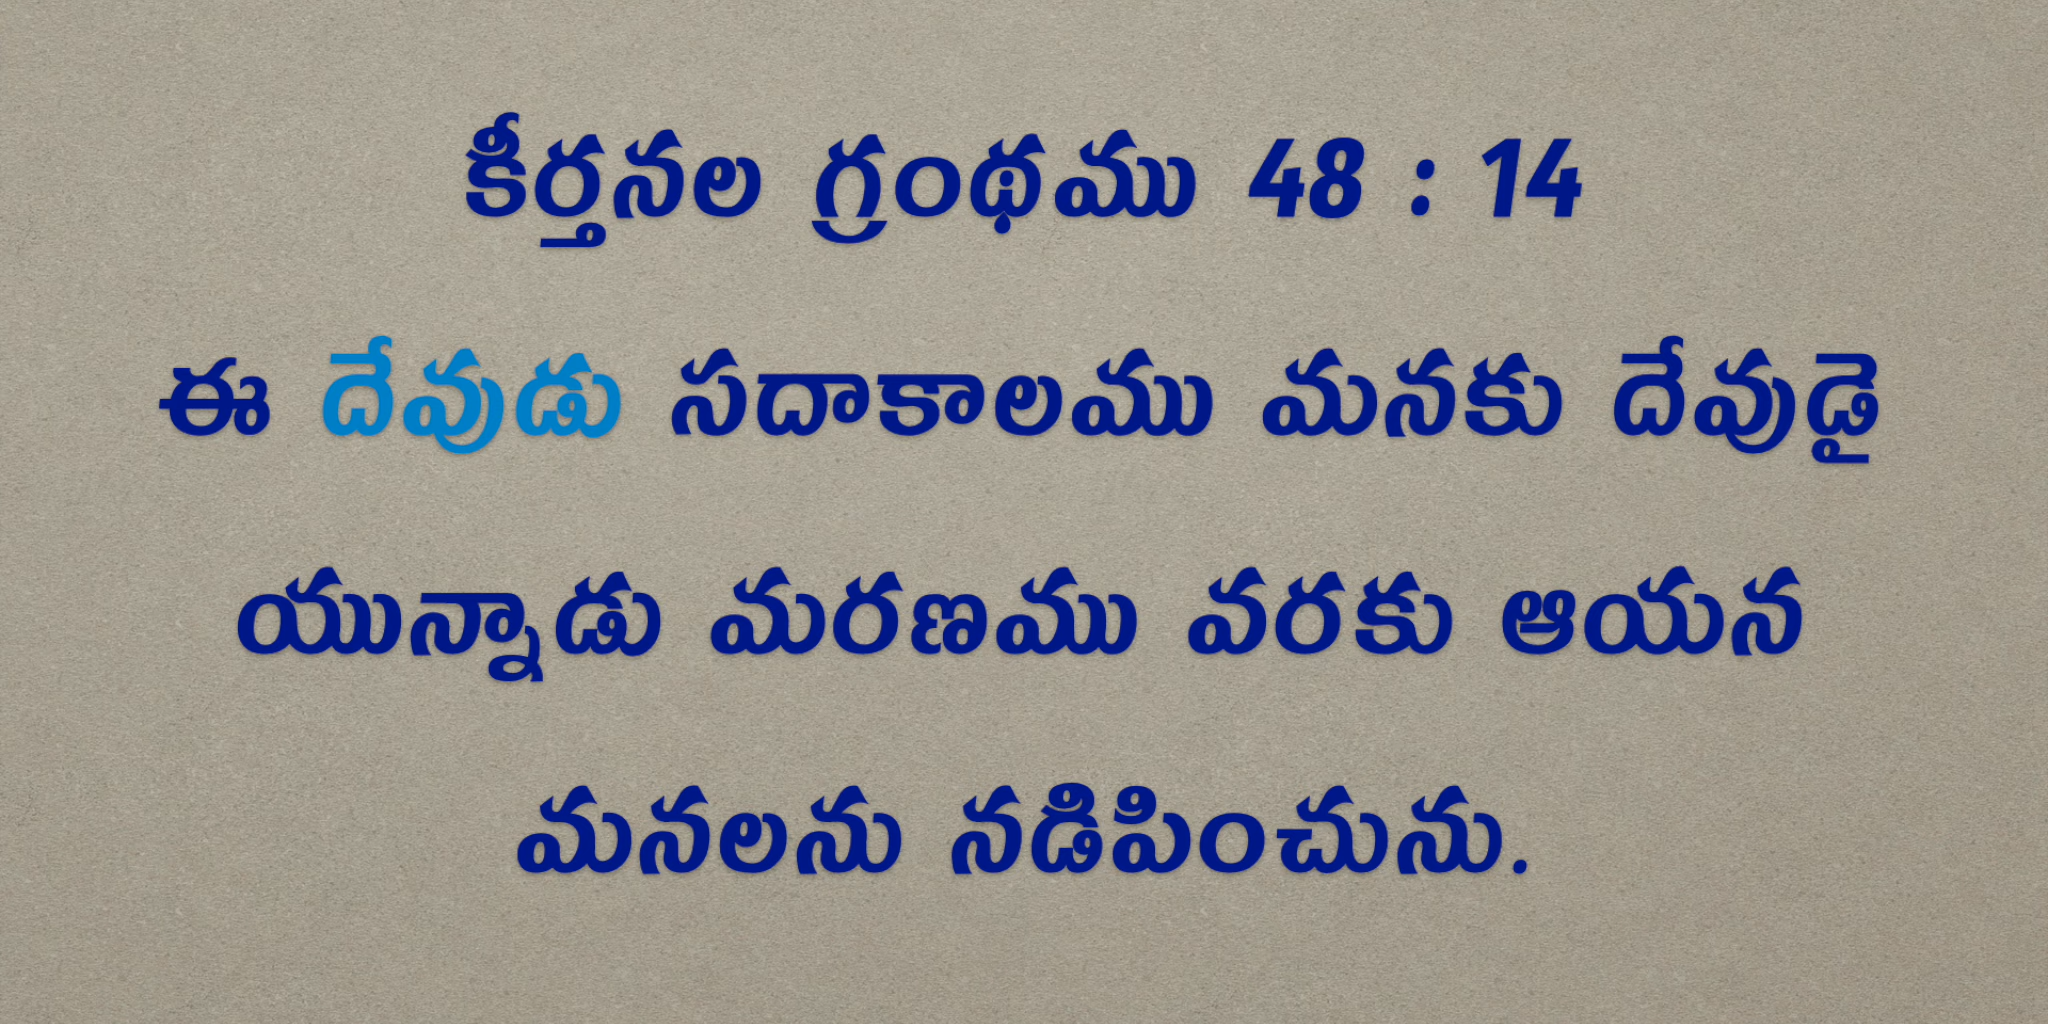 కీర్తనల గ్రంథము 48 : 14
ఈ దేవుడు సదాకాలము మనకు దేవుడై
యున్నాడు మరణము వరకు ఆయన
మనలను నడిపించును.